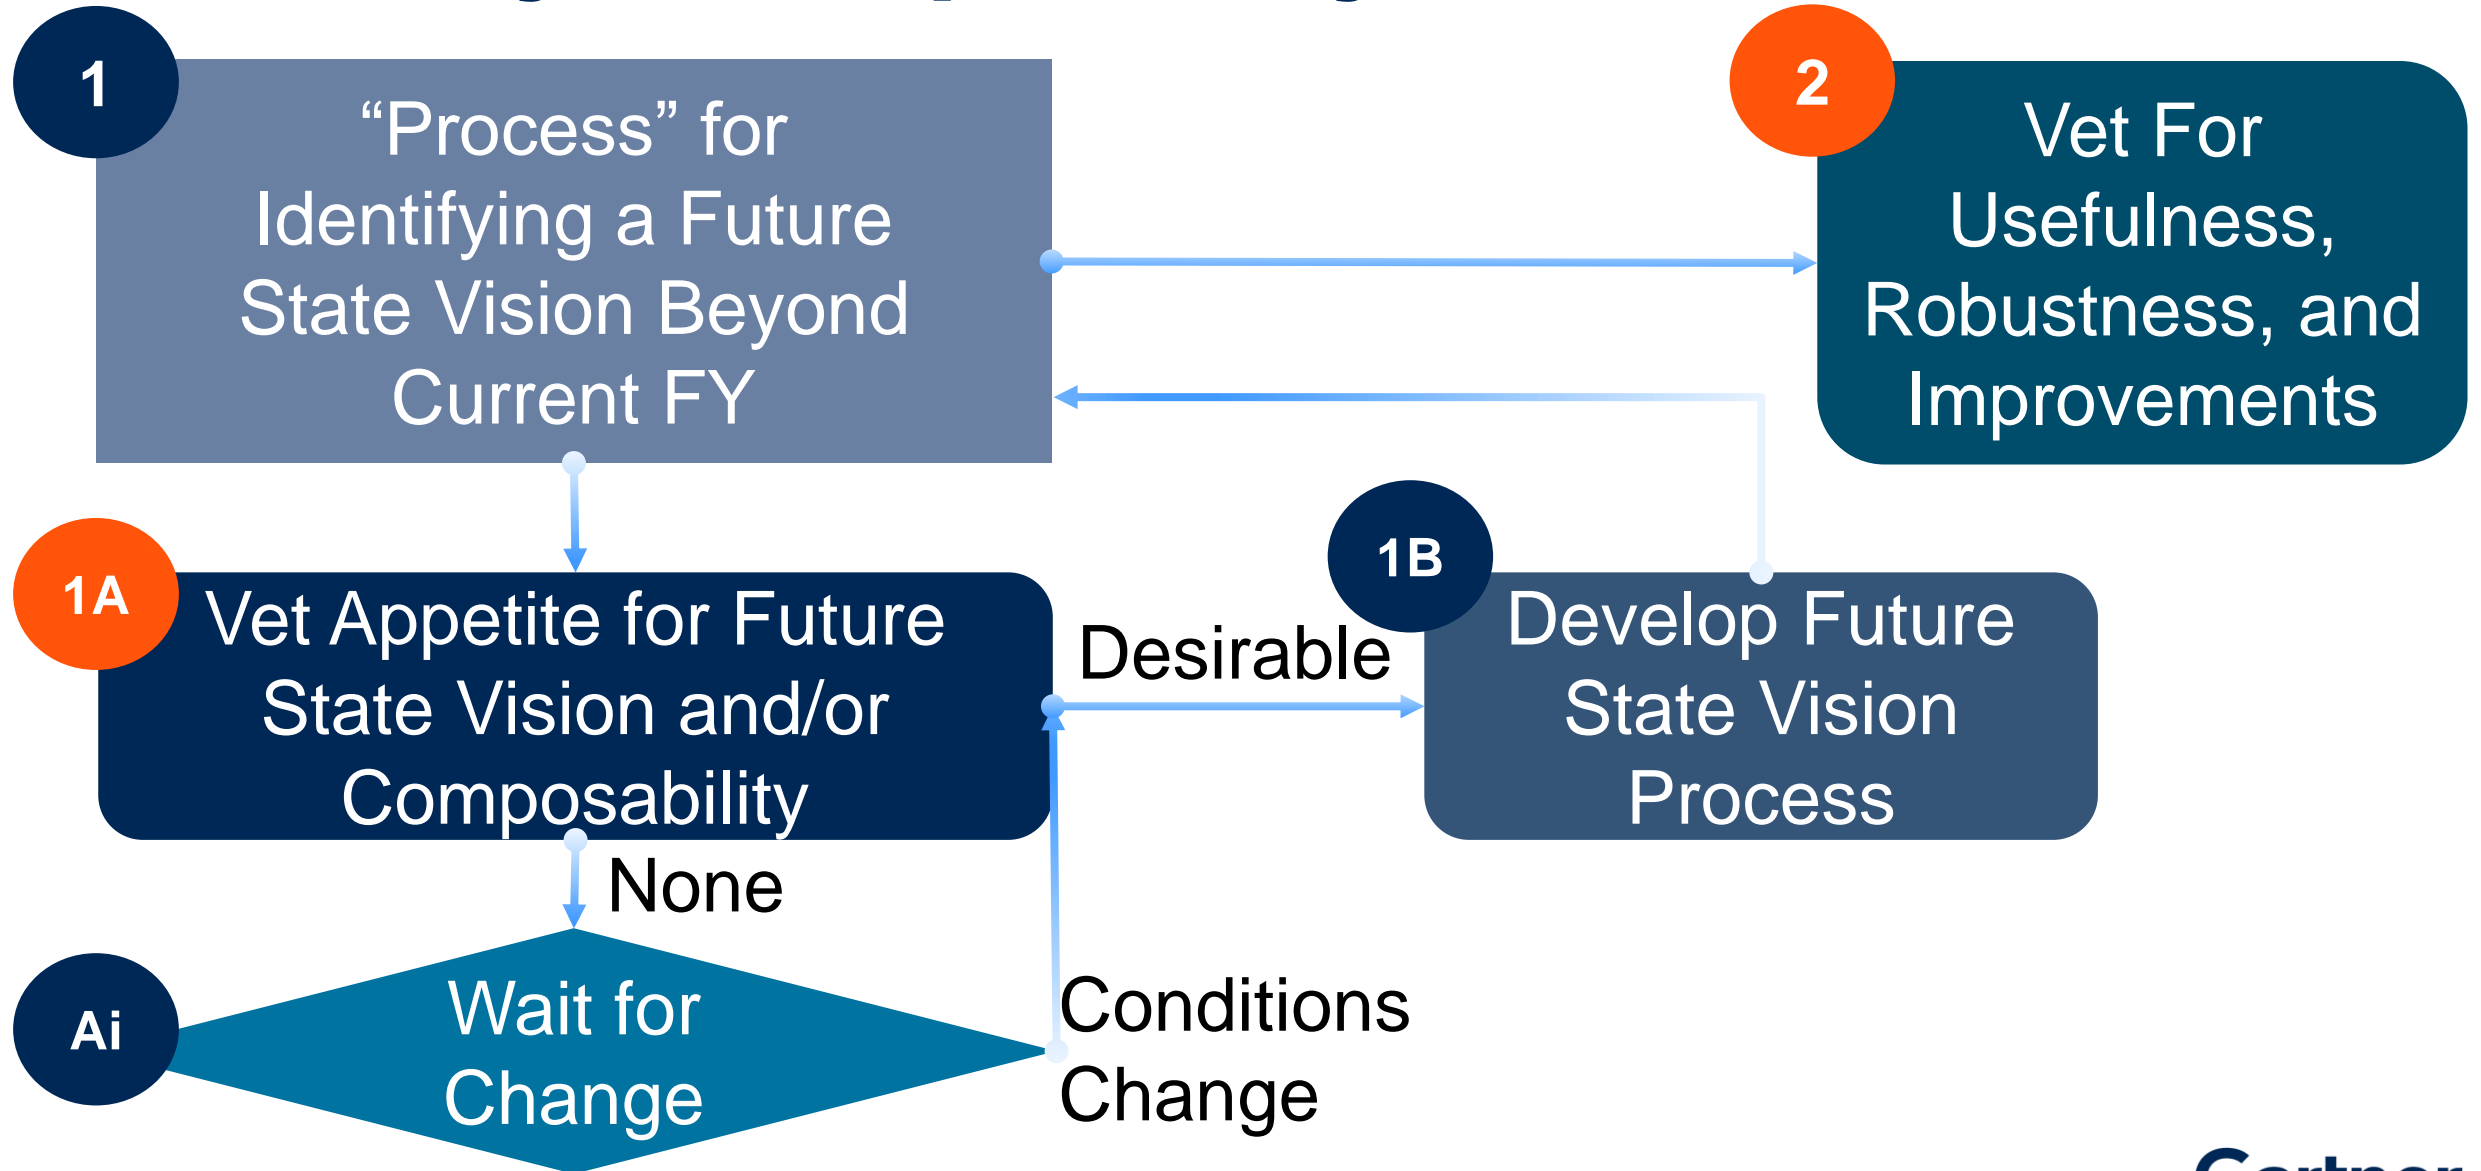 1
“Process” for
Identifying a Future
State Vision Beyond
Current FY
2
Vet For
Usefulness,
Robustness, and
Improvements
1A
Vet Appetite for Future
State Vision and/or
Composability
Desirable
1B
Develop Future
State Vision
Process
None
Ai
Wait for
Change
Conditions
Change
Gartner